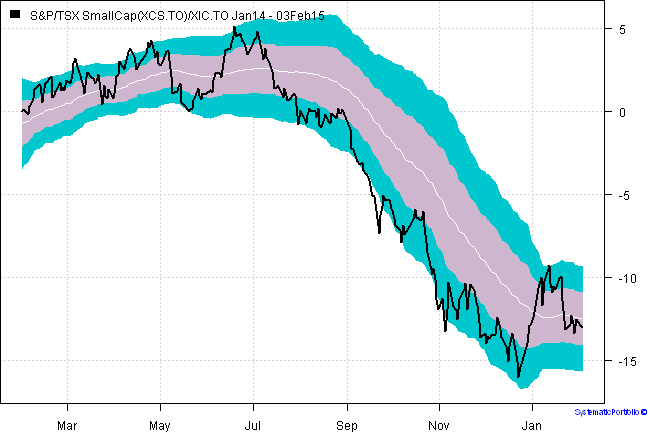 S&P/TSX SmallCap(XCS.TO)/XIC.TO Jan14 - 03Feb15
5
0
-5
-10
-15
SystematicPortfolio ©
Mar May Jul Sep Nov Jan